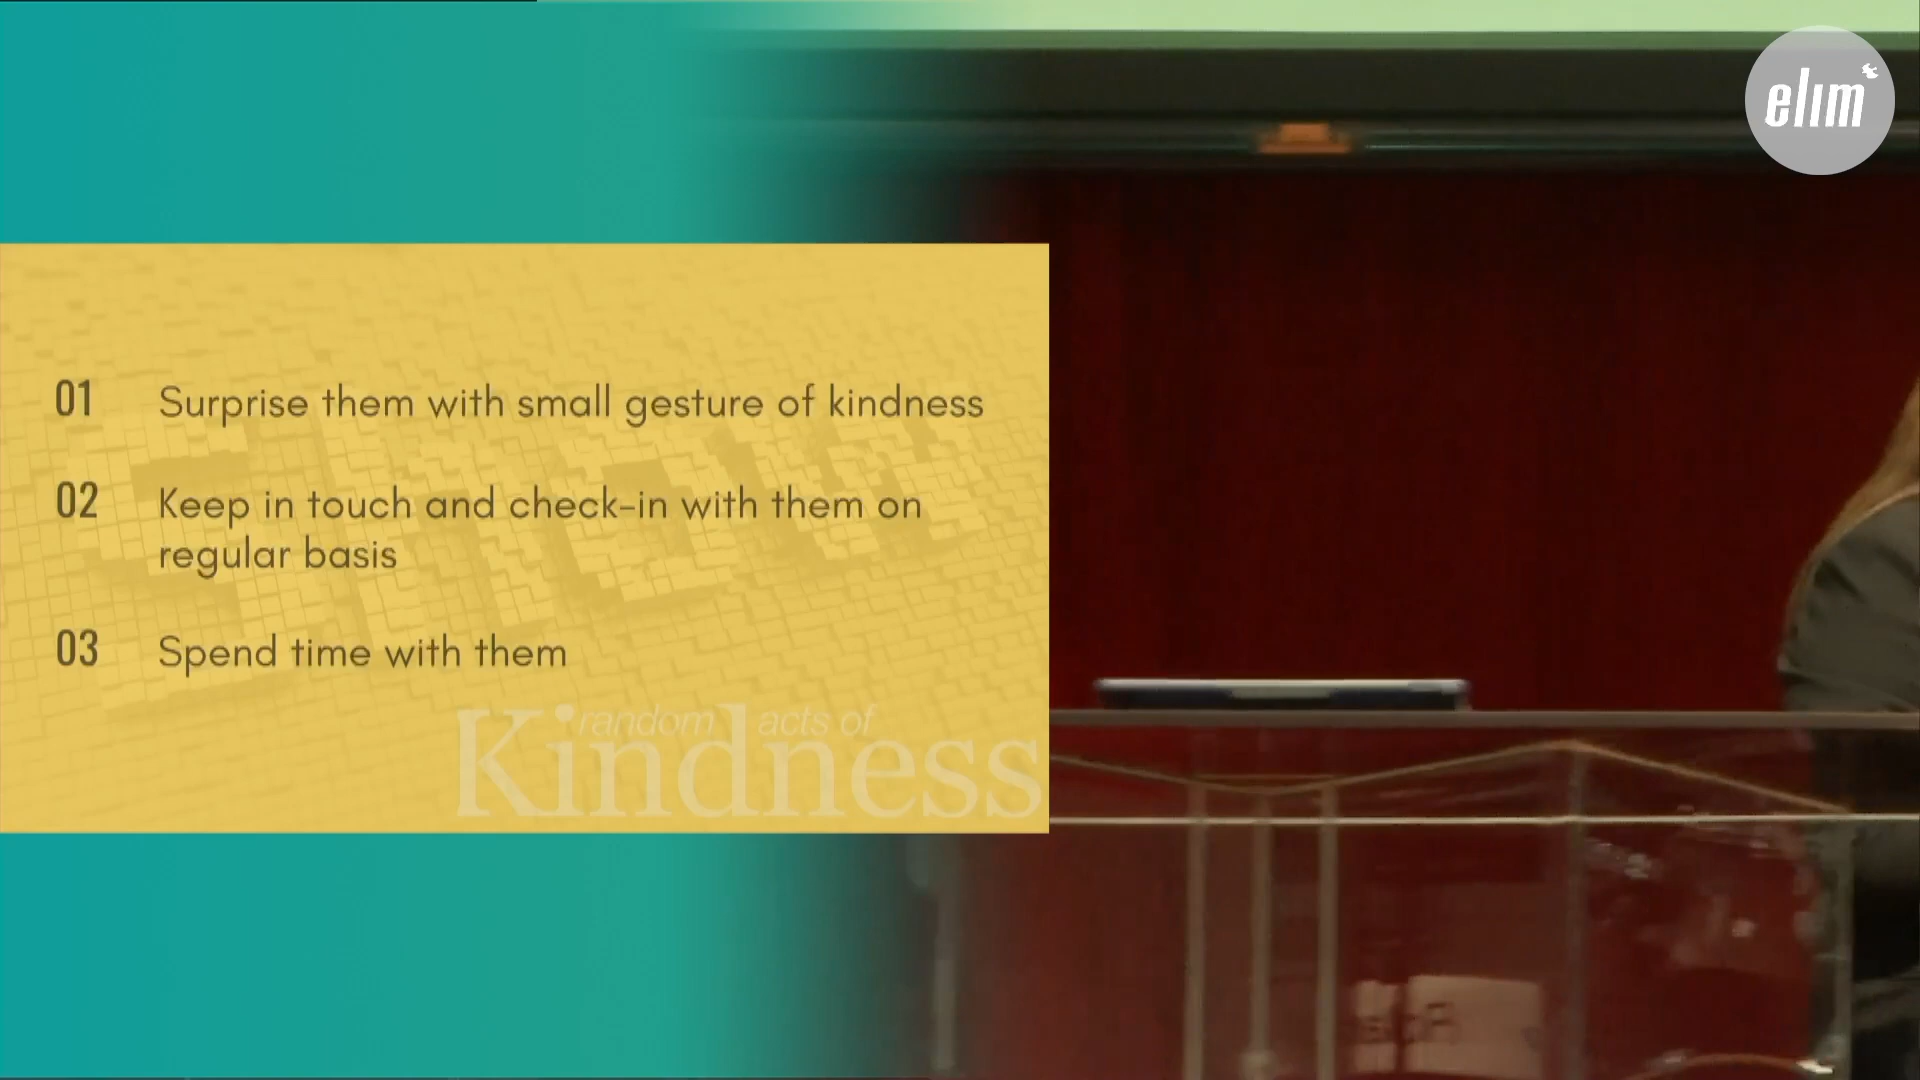 elim
01 Surprise them with small gesture of kindness
02 Keep in touch and check-in with them on
regular basis
03 Spend time with them
random acts of
Kindness